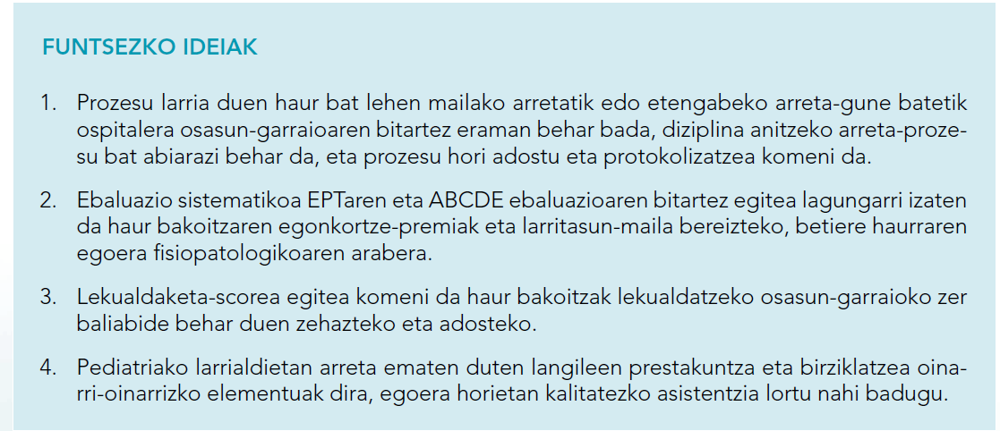 FUNTSEZKO IDEIAK
1. Prozesu larria duen haur bat lehen mailako arretatik edo etengabeko arreta-gune batetik
ospitalera osasun-garraioaren bitartez eraman behar bada, diziplina anitzeko arreta-proze-
su bat abiarazi behar da, eta prozesu hori adostu eta protokolizatzea komeni da.
2. Ebaluazio sistematikoa EPTaren eta ABCDE ebaluazioaren bitartez egitea lagungarri izaten
da haur bakoitzaren egonkortze-premiak eta larritasun-maila bereizteko, betiere haurraren
egoera fisiopatologikoaren arabera.
3. Lekualdaketa-scorea egitea komeni da haur bakoitzak lekualdatzeko osasun-garraioko zer
baliabide behar duen zehazteko eta adosteko.
4. Pediatriako larrialdietan arreta ematen duten langileen prestakuntza eta birziklatzea oina-
rri-oinarrizko elementuak dira, egoera horietan kalitatezko asistentzia lortu nahi badugu.